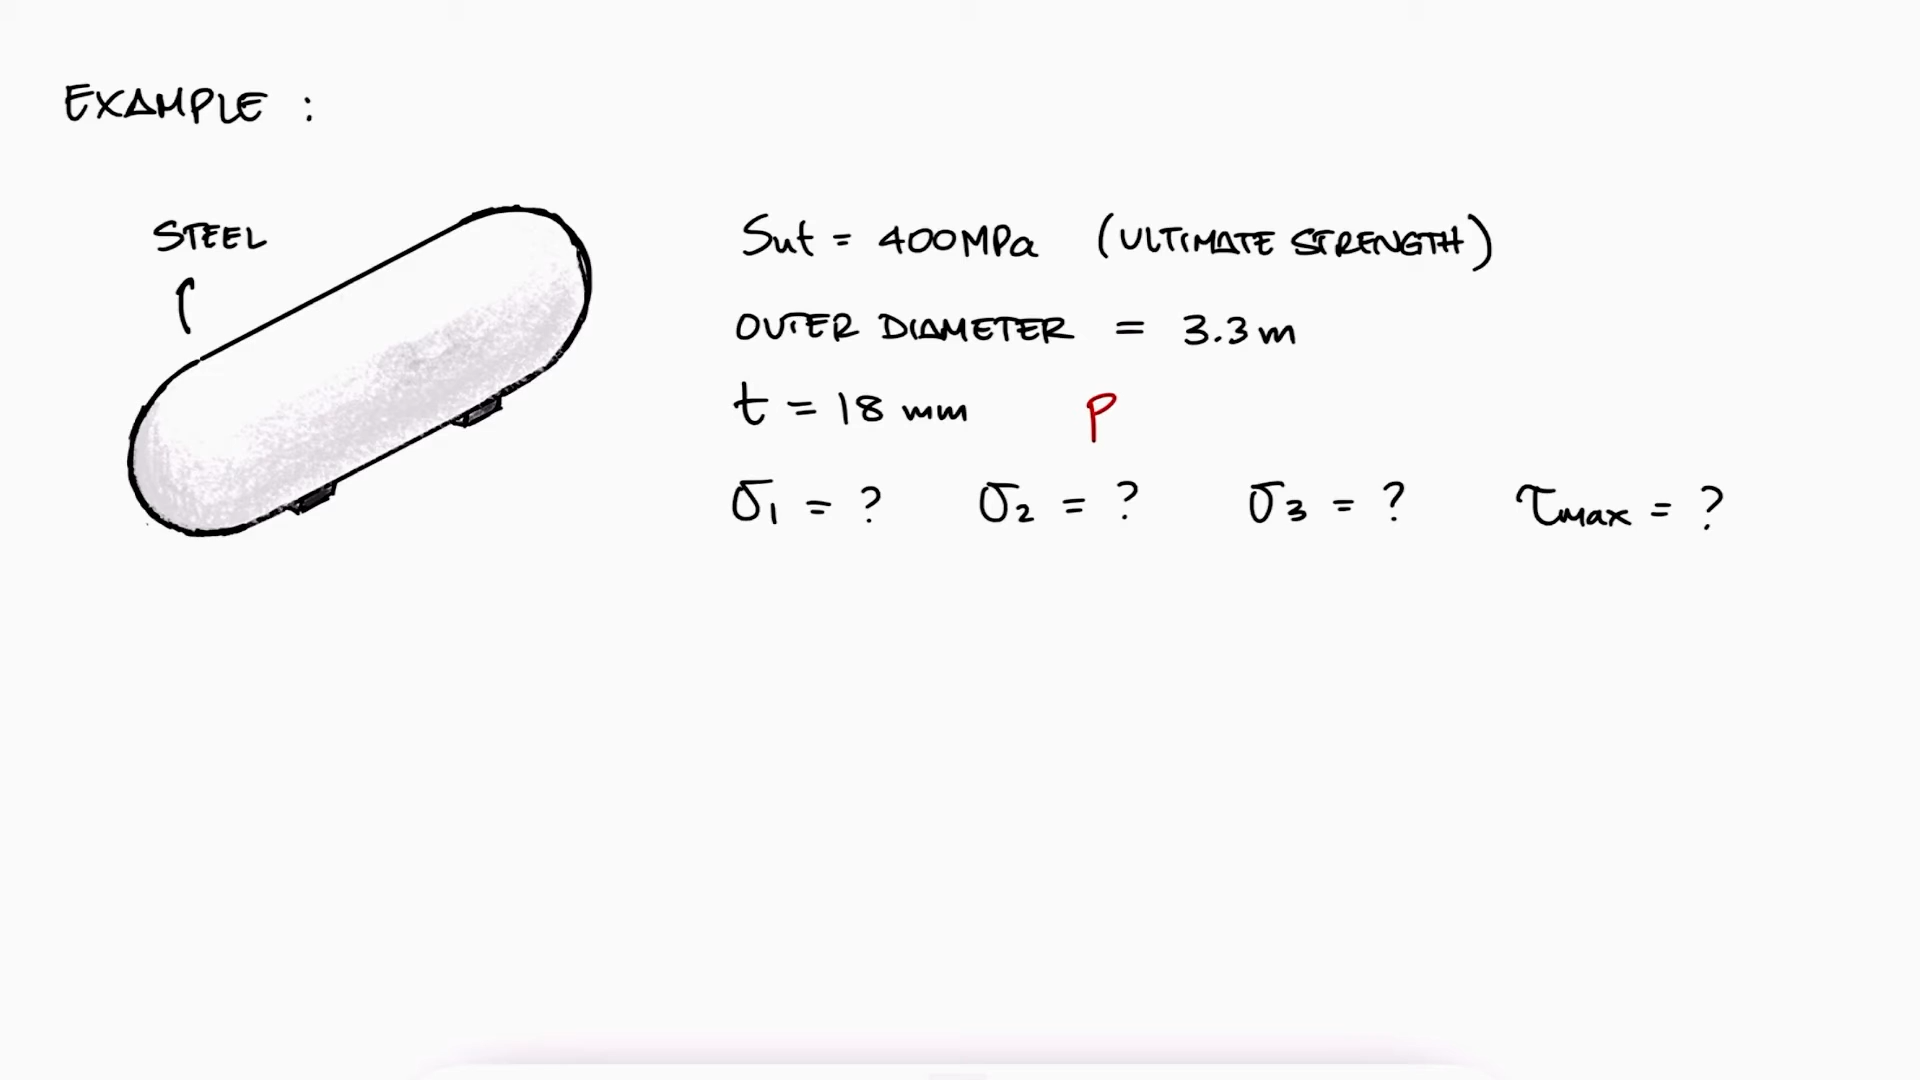 EXAMPLE :
STEEL
Sut = 400MPa (ULTIMATE STRENGTH)
OUTER DIAMETER = 3.3 m
t = 18 mm P
σ1 = ? σ2 = ? σ3 = ? τmax = ?